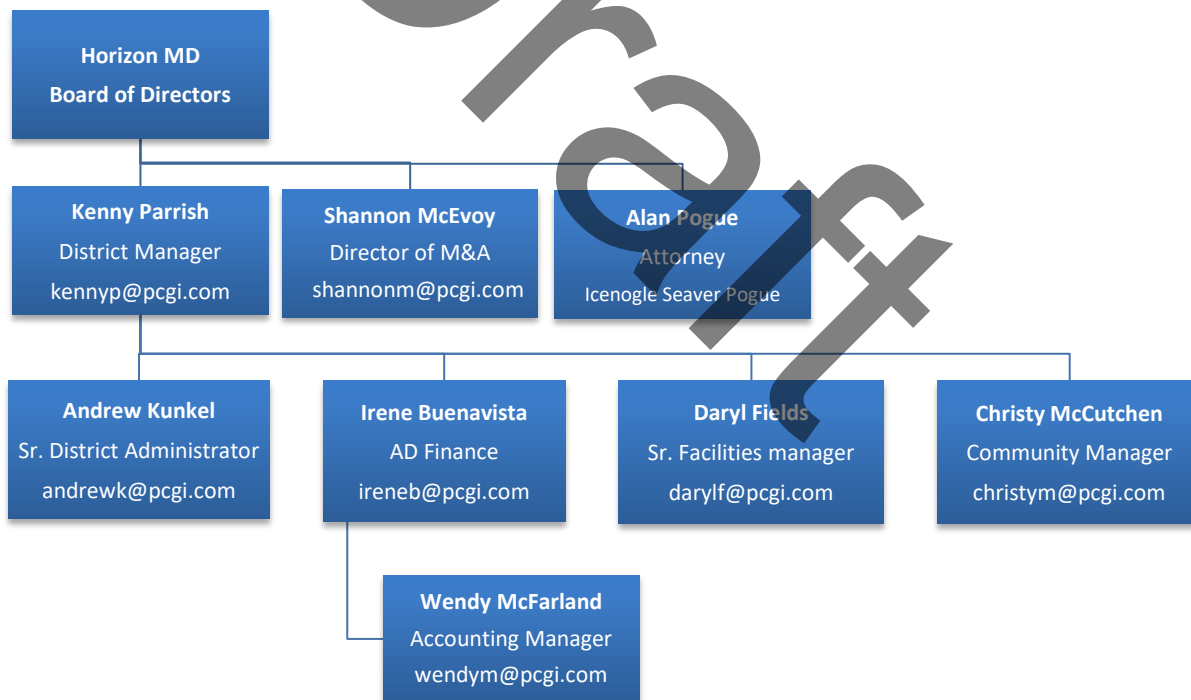 Horizon MD
Board of Directors
Kenny Parrish
District Manager
kennyp@pcgi.com
Shannon McEvoy
Director of M&A
shannonm@pcgi.com
Alan Pogue
Attorney
Icenogle Seaver Pogue
Andrew Kunkel
Sr. District Administrator
andrewk@pcgi.com
Irene Buenavista
AD Finance
ireneb@pcgi.com
Daryl Fields
Sr. Facilities manager
darylf@pcgi.com
Christy McCutchen
Community Manager
christym@pcgi.com
Wendy McFarland
Accounting Manager
wendym@pcgi.com
raft